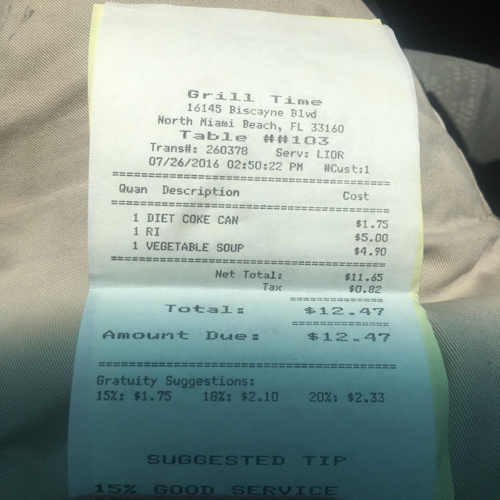 Grill Time
16145 Biscayne Blvd
North Miami Beach, FL 33160
Table ##103
Trans#: 260378 Serv: LIOR
07/26/2016 02:50:22 PM #Cust:1
Quan Description Cost
1 DIET COKE CAN $1.75
1 RI $5.00
1 VEGETABLE SOUP $4.90
Net Total: $11.65
Tax $0.82
Total: $12.47
Amount Due: $12.47
Gratuity Suggestions:
15%: $1.75 18%: $2.10 20%: $2.33
SUGGESTED TIP
15% GOOD SERVICE